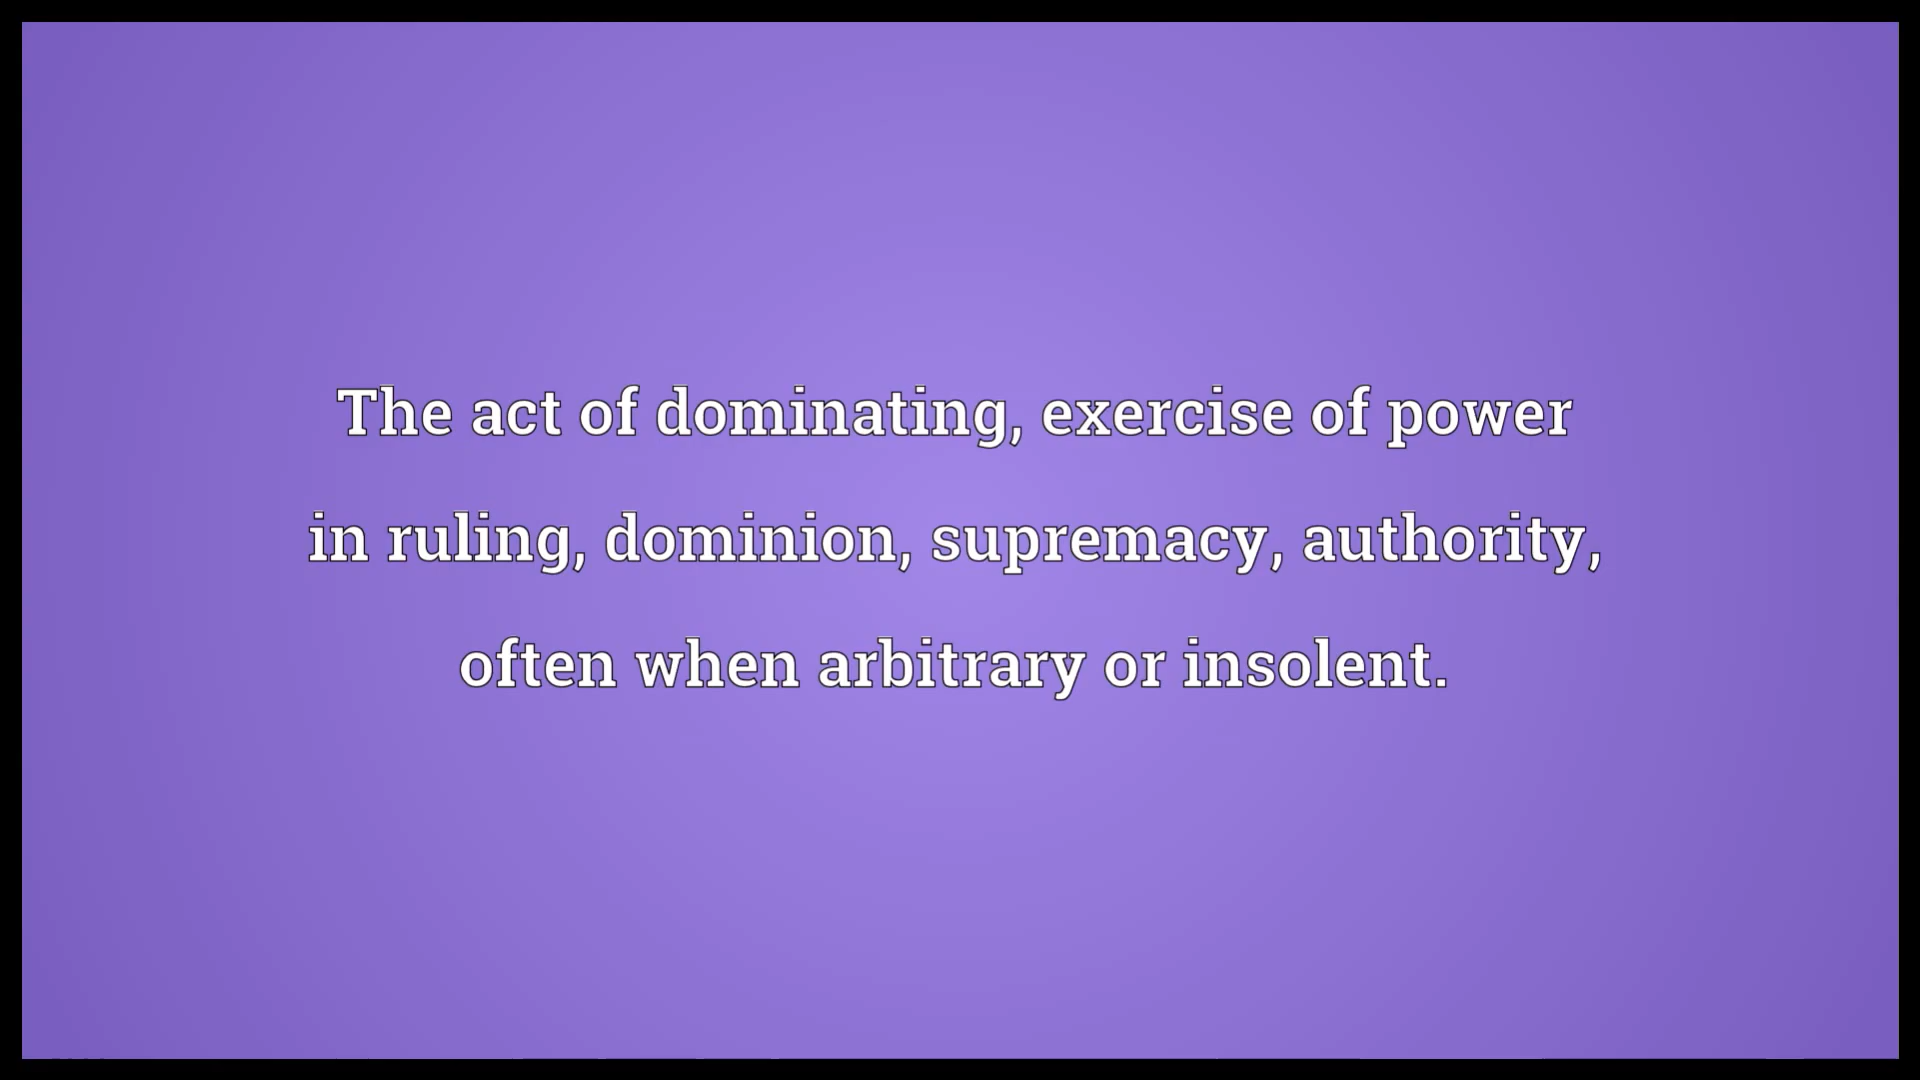 The act of dominating, exercise of power
in ruling, dominion, supremacy, authority,
often when arbitrary or insolent.